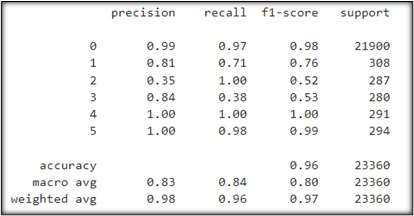 precision recall f1-score support
0 0.99 0.97 0.98 21900
1 0.81 0.71 0.76 308
2 0.35 1.00 0.52 287
3 0.84 0.38 0.53 280
4 1.00 1.00 1.00 291
5 1.00 0.98 0.99 294
accuracy 0.96 23360
macro avg 0.83 0.84 0.80 23360
weighted avg 0.98 0.96 0.97 23360